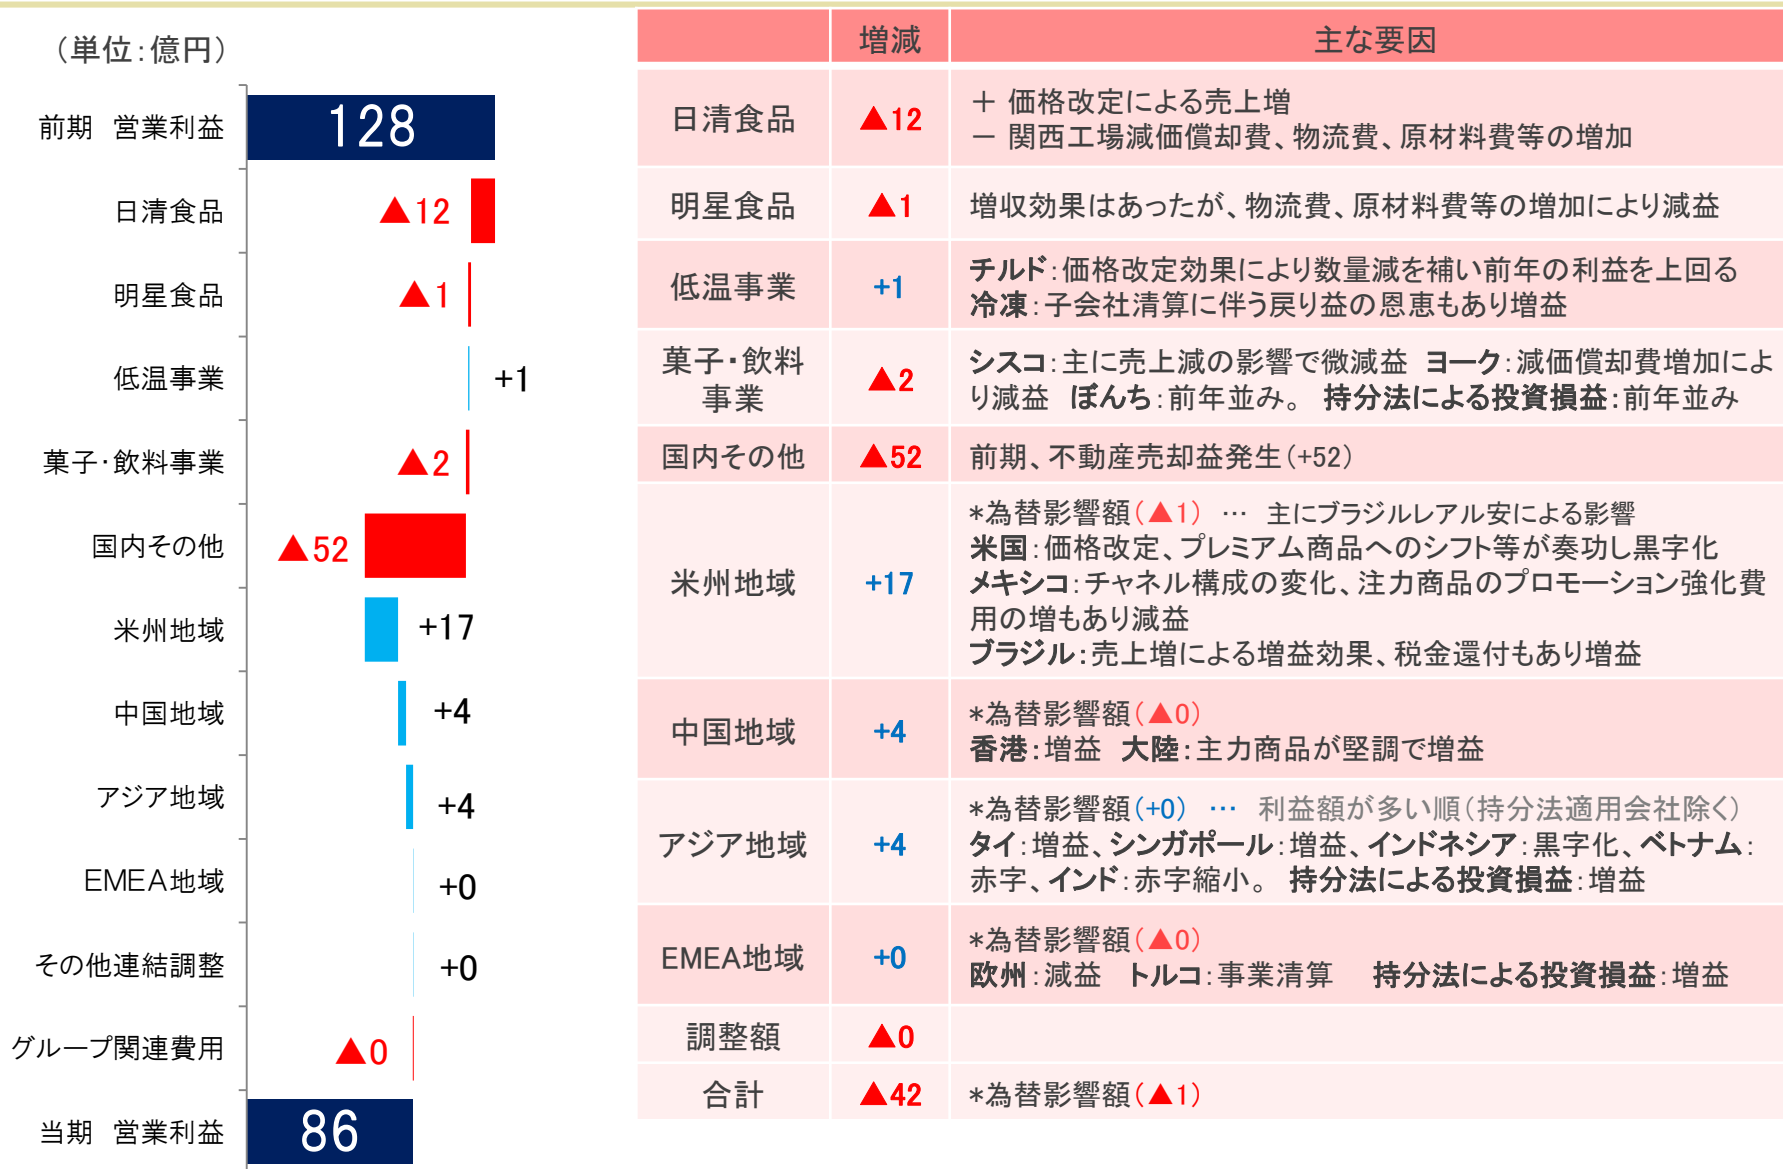 （単位：億円）
前期　営業利益
128
日清食品
▲12
明星食品
▲1
低温事業
+1
菓子・飲料事業
▲2
国内その他
▲52
米州地域
+17
中国地域
+4
アジア地域
+4
EMEA地域
+0
その他連結調整
+0
グループ関連費用
▲0
当期　営業利益
86
増減
主な要因
日清食品
▲12
＋ 価格改定による売上増
－ 関西工場減価償却費、物流費、原材料費等の増加
明星食品
▲1
増収効果はあったが、物流費、原材料費等の増加により減益
低温事業
+1
チルド：価格改定効果により数量減を補い前年の利益を上回る
冷凍：子会社清算に伴う戻り益の恩恵もあり増益
菓子・飲料
事業
▲2
シスコ：主に売上減の影響で微減益　ヨーク：減価償却費増加によ
り減益　ぼんち：前年並み。　持分法による投資損益：前年並み
国内その他
▲52
前期、不動産売却益発生（+52）
米州地域
+17
*為替影響額（▲1） …　主にブラジルレアル安による影響
米国：価格改定、プレミアム商品へのシフト等が奏功し黒字化
メキシコ：チャネル構成の変化、注力商品のプロモーション強化費
用の増もあり減益
ブラジル：売上増による増益効果、税金還付もあり増益
中国地域
+4
*為替影響額（▲0）
香港：増益　大陸：主力商品が堅調で増益
アジア地域
+4
*為替影響額（+0） …　利益額が多い順（持分法適用会社除く）
タイ：増益、シンガポール：増益、インドネシア：黒字化、ベトナム：
赤字、インド：赤字縮小。　持分法による投資損益：増益
EMEA地域
+0
*為替影響額（▲0）
欧州：減益　トルコ：事業清算　　持分法による投資損益：増益
調整額
▲0
合計
▲42
*為替影響額（▲1）